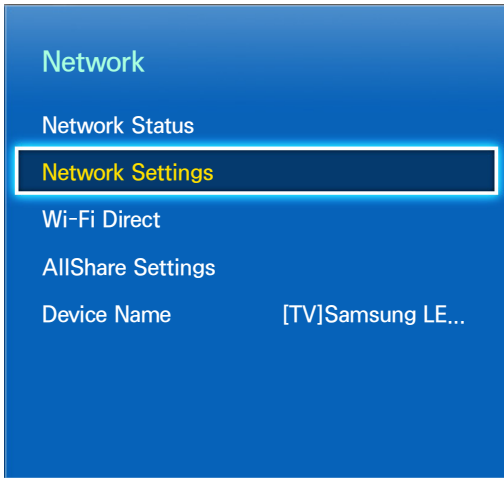 Network
Network Status
Network Settings
Wi-Fi Direct
AllShare Settings
Device Name [TV]Samsung LE...